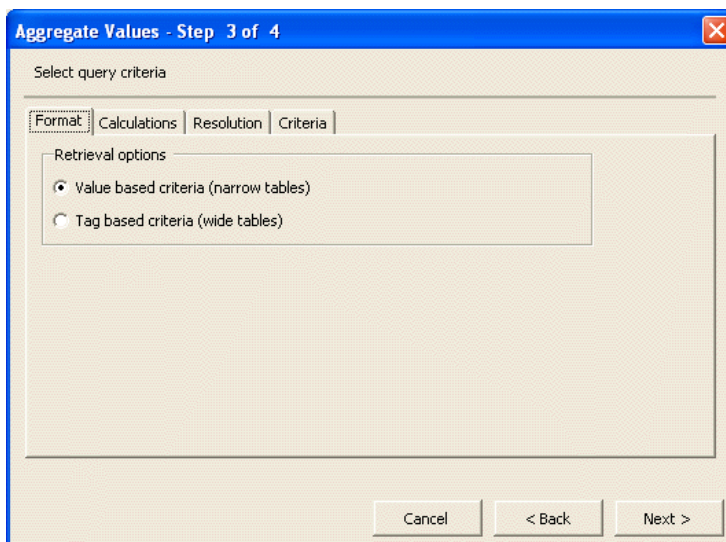 Aggregate Values - Step 3 of 4
Select query criteria
Format Calculations Resolution Criteria
Retrieval options
Value based criteria (narrow tables)
Tag based criteria (wide tables)
Cancel < Back Next >